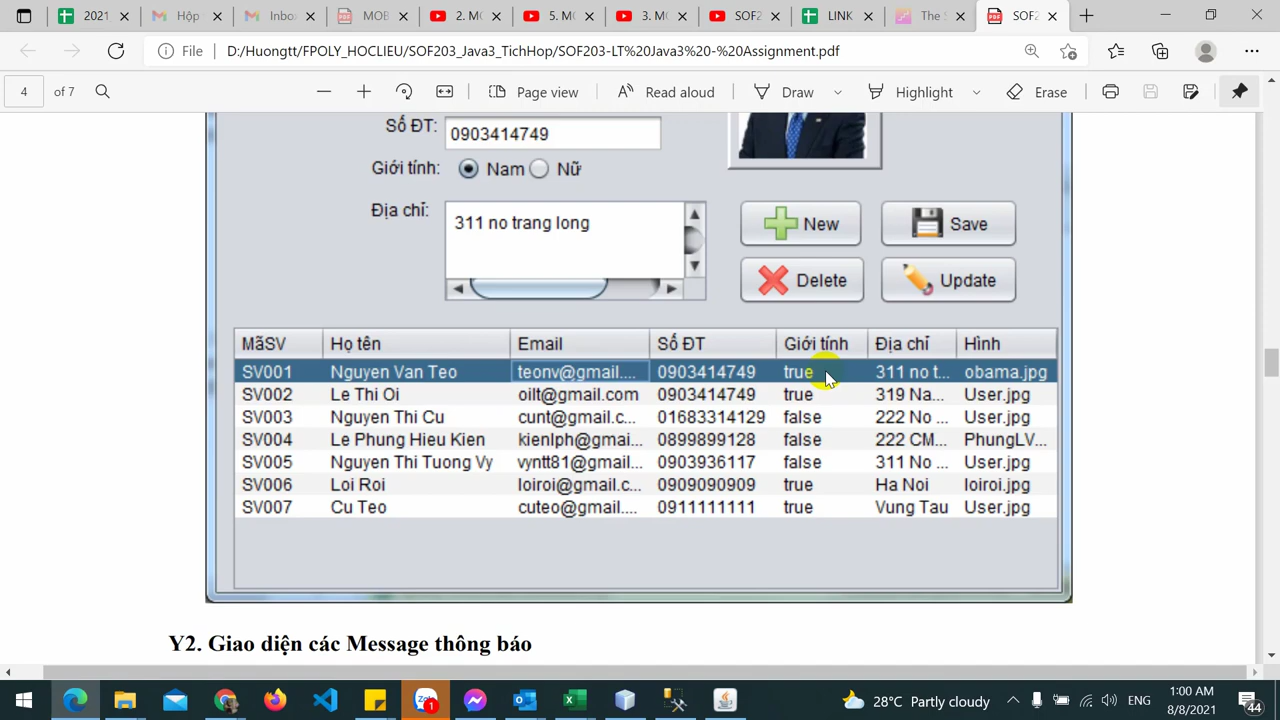 2021 Hộp Inbo MOB 2. MC 5. MC 3. MC SOF2 LINK The S SOF2
File D:/Huongtt/FPOLY_HOCLIEU/SOF203_Java3_TichHop/SOF203-LT%20Java3%20-%20Assignment.pdf
4 of 7 Page view Read aloud Draw Highlight Erase
Số ĐT: 0903414749
Giới tính: Nam Nữ
Địa chỉ: 311 no trang long
New Save
Delete Update
MãSV Họ tên Email Số ĐT Giới tính Địa chỉ Hình
SV001 Nguyen Van Teo teonv@gmail.... 0903414749 true 311 no t... obama.jpg
SV002 Le Thi Oi oilt@gmail.com 0903414749 true 319 Na... User.jpg
SV003 Nguyen Thi Cu cunt@gmail.c... 01683314129 false 222 No ... User.jpg
SV004 Le Phung Hieu Kien kienlph@gmai... 0899899128 false 222 CM... PhungLV...
SV005 Nguyen Thi Tuong Vy vyntt81@gmail... 0903936117 false 311 No ... User.jpg
SV006 Loi Roi loiroi@gmail.c... 0909090909 true Ha Noi loiroi.jpg
SV007 Cu Teo cuteo@gmail.... 0911111111 true Vung Tau User.jpg
Y2. Giao diện các Message thông báo
Zalo 1 28°C Partly cloudy ENG 1:00 AM
8/8/2021 44